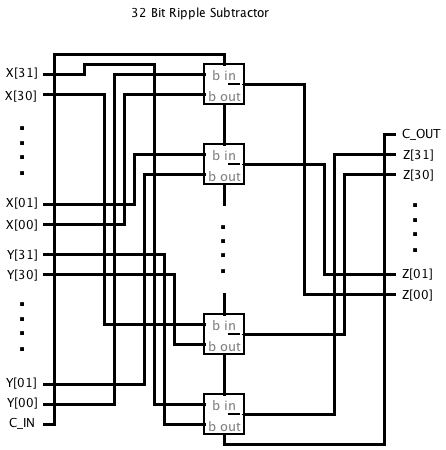 32 Bit Ripple Subtractor
X[31]
X[30]
X[01]
X[00]
Y[31]
Y[30]
Y[01]
Y[00]
C_IN
b in
b out
b in
b out
b in
b out
b in
b out
C_OUT
Z[31]
Z[30]
Z[01]
Z[00]